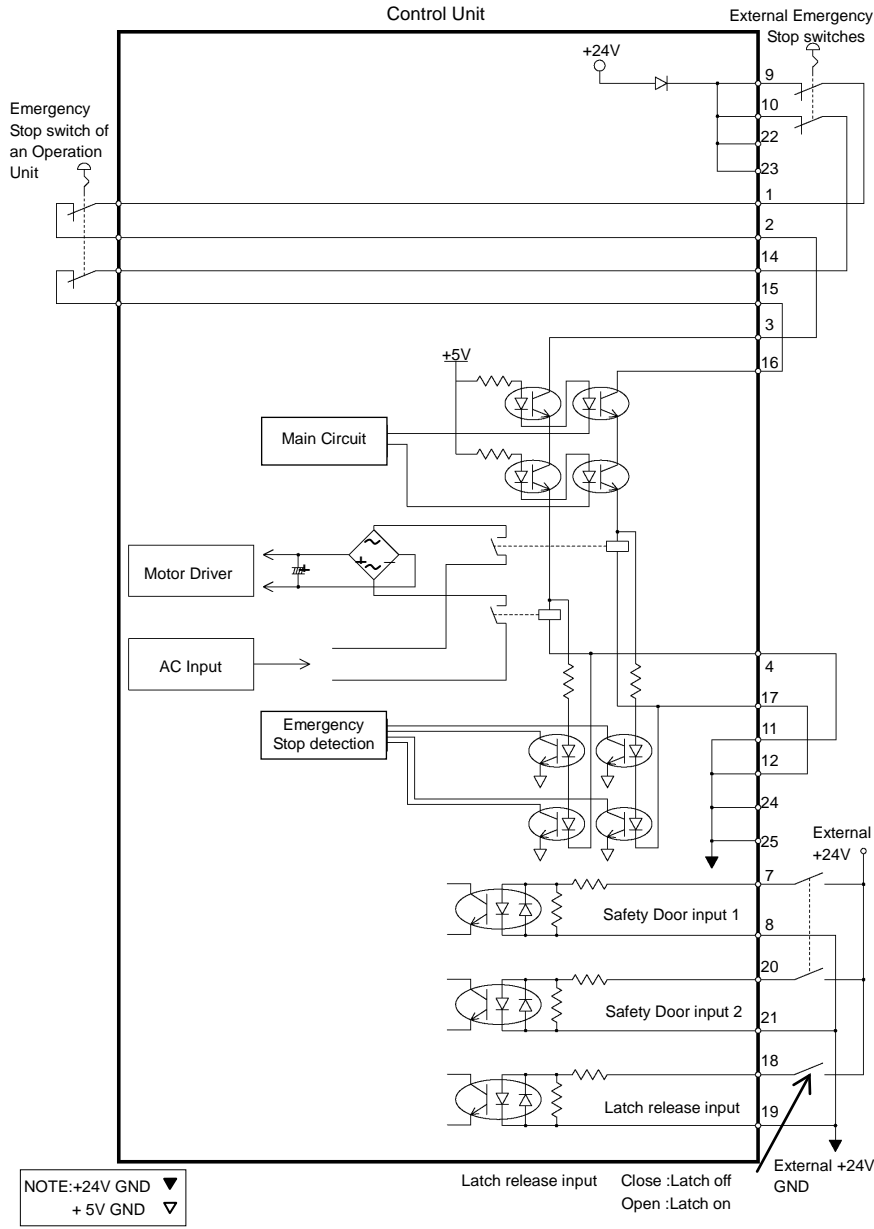 Control Unit
External Emergency
Stop switches
+24V
9
10
22
23
Emergency
Stop switch of
an Operation
Unit
1
2
14
15
3
16
+5V
Main Circuit
Motor Driver
+
−
+
AC Input
4
17
11
12
24
25
Emergency
Stop detection
External
+24V
7
Safety Door input 1
8
20
Safety Door input 2
21
18
Latch release input
19
External +24V
GND
Latch release input Close :Latch off
Open :Latch on
NOTE:+24V GND ▼
+ 5V GND ▽